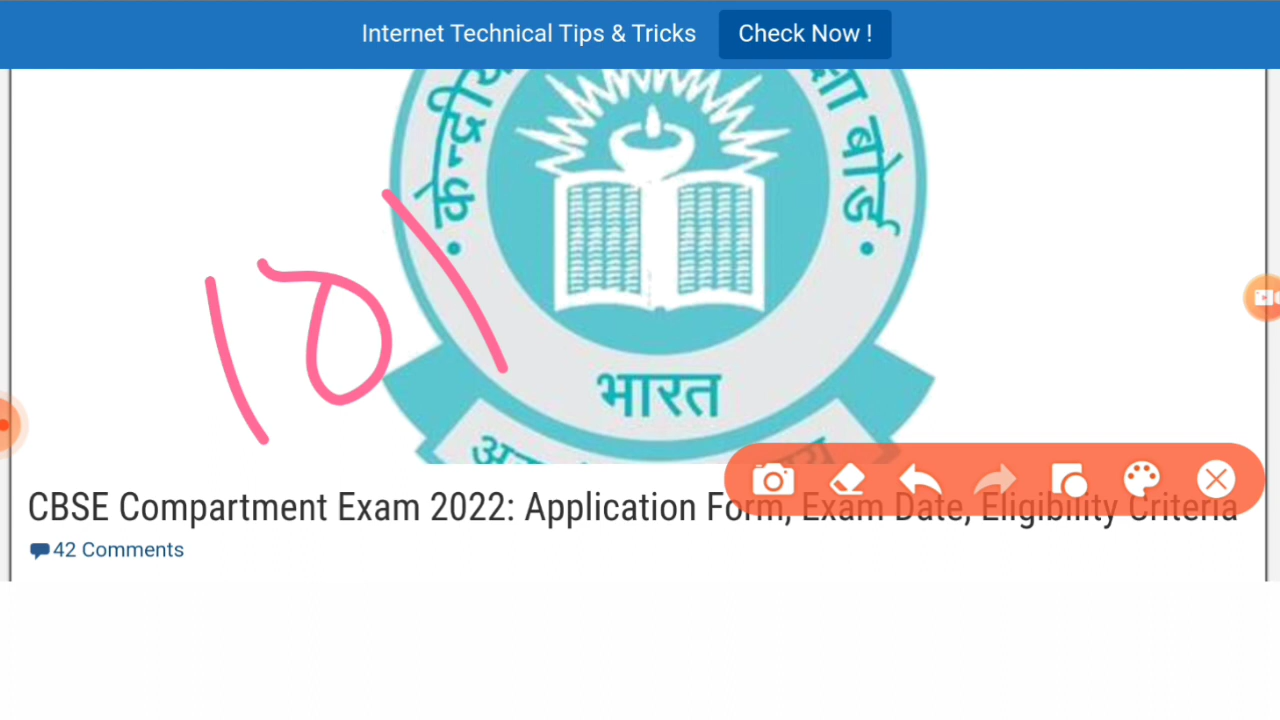 Internet Technical Tips & Tricks Check Now !
केन्द्रीय
बोर्ड
भारत
CBSE Compartment Exam 2022: Application Form, Exam Date, Eligibility Criteria
42 Comments